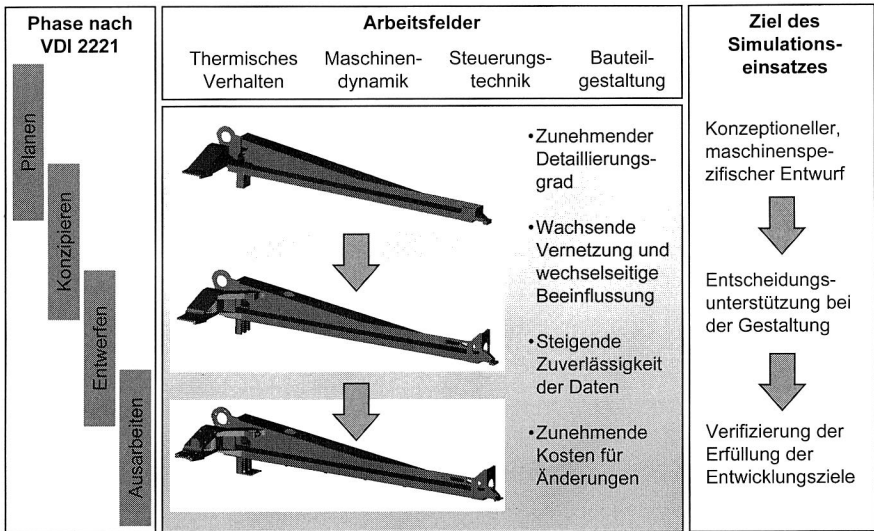 Phase nach
VDI 2221
Planen
Konzipieren
Entwerfen
Ausarbeiten
Arbeitsfelder
Thermisches
Verhalten
Maschinen-
dynamik
Steuerungs-
technik
Bauteil-
gestaltung
•Zunehmender
Detaillierungs-
grad
•Wachsende
Vernetzung und
wechselseitige
Beeinflussung
•Steigende
Zuverlässigkeit
der Daten
•Zunehmende
Kosten für
Änderungen
Ziel des
Simulations-
einsatzes
Konzeptioneller,
maschinenspe-
zifischer Entwurf
Entscheidungs-
unterstützung bei
der Gestaltung
Verifizierung der
Erfüllung der
Entwicklungsziele